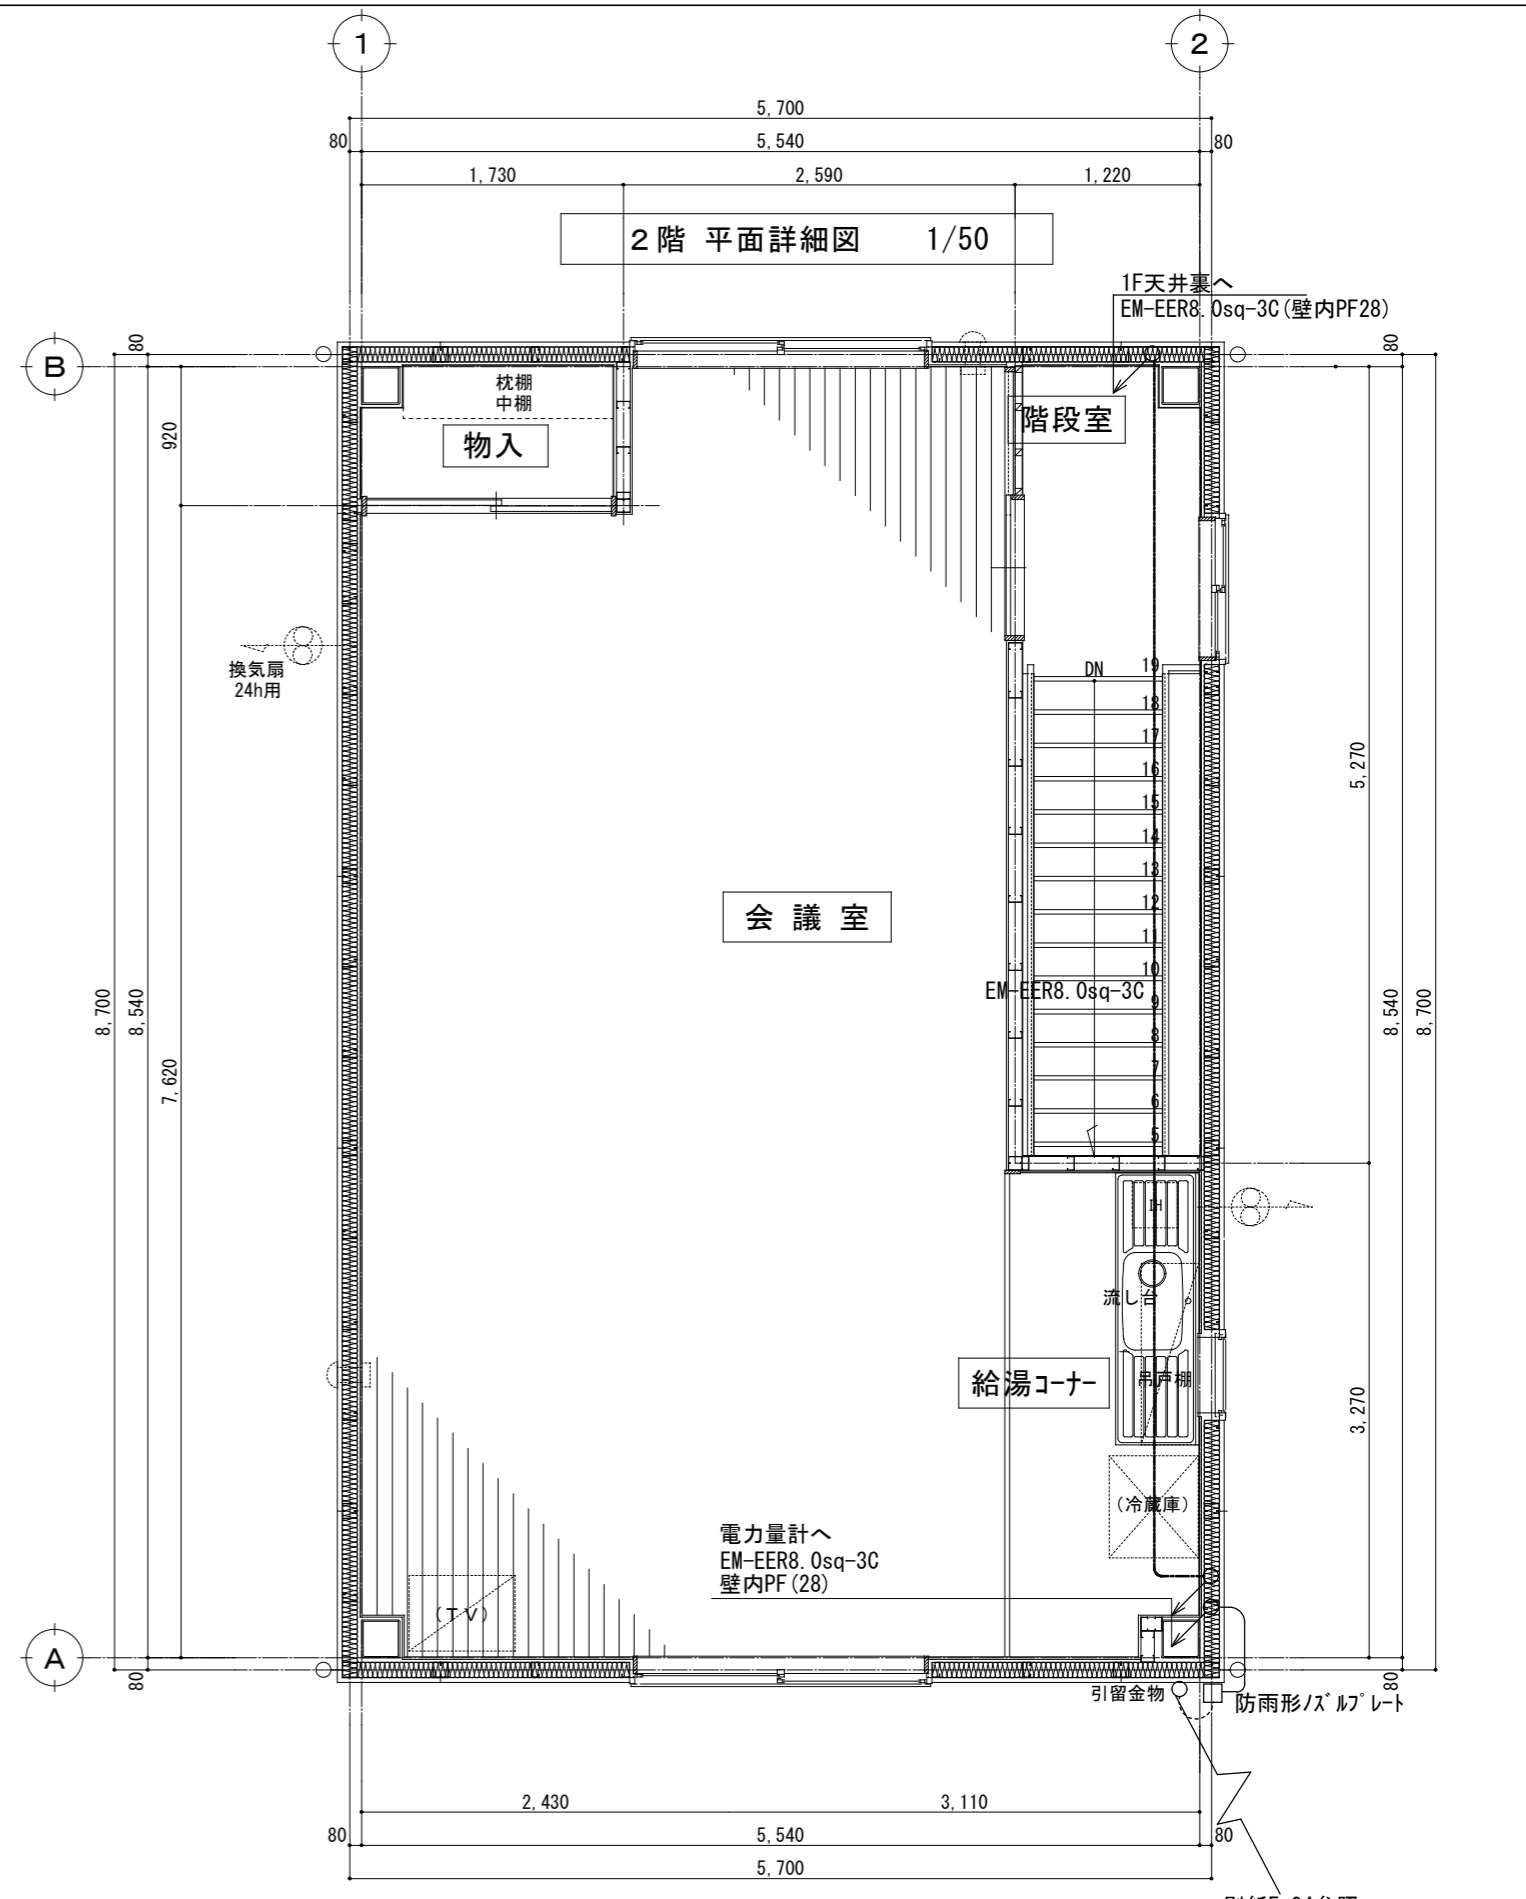 1
2
5,700
80
5,540
80
1,730
2,590
1,220
2階 平面詳細図 1/50
1F天井裏へ
EM-EER8.0sq-3C(壁内PF28)
80
80
B
枕棚
中棚
物入
階段室
920
換気扇
24h用
DN
19
18
17
16
15
14
13
12
11
10
9
8
7
6
5
5,270
会 議 室
EM-EER8.0sq-3C
8,700
8,540
7,620
8,540
8,700
IH
流し台
給湯コーナー
吊戸棚
3,270
(冷蔵庫)
電力量計へ
EM-EER8.0sq-3C
壁内PF(28)
(TV)
A
80
80
引留金物
防雨形ノズルプレート
2,430
3,110
80
5,540
80
5,700